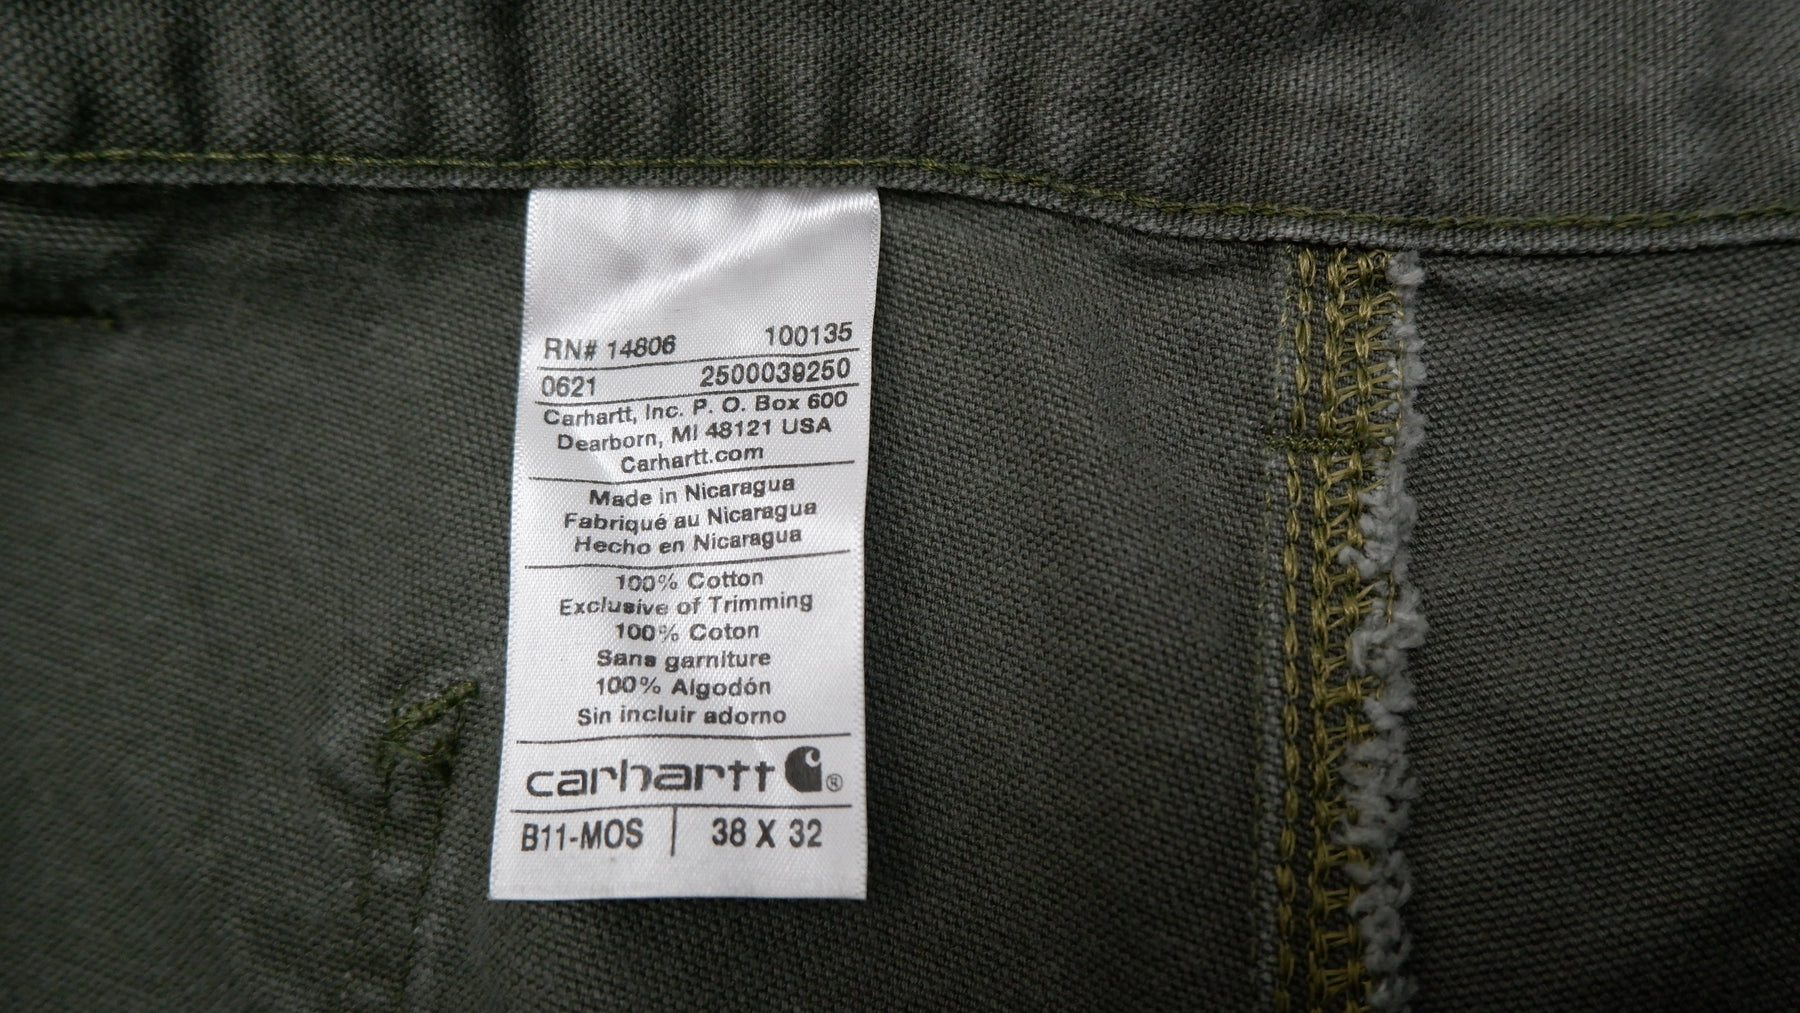 RN# 14806 100135
0621 2500039250
Carhartt, Inc. P. O. Box 600
Dearborn, MI 48121 USA
Carhartt.com
Made in Nicaragua
Fabriqué au Nicaragua
Hecho en Nicaragua
100% Cotton
Exclusive of Trimming
100% Coton
Sans garniture
100% Algodón
Sin incluir adorno
carhartt ®
B11-MOS | 38 X 32